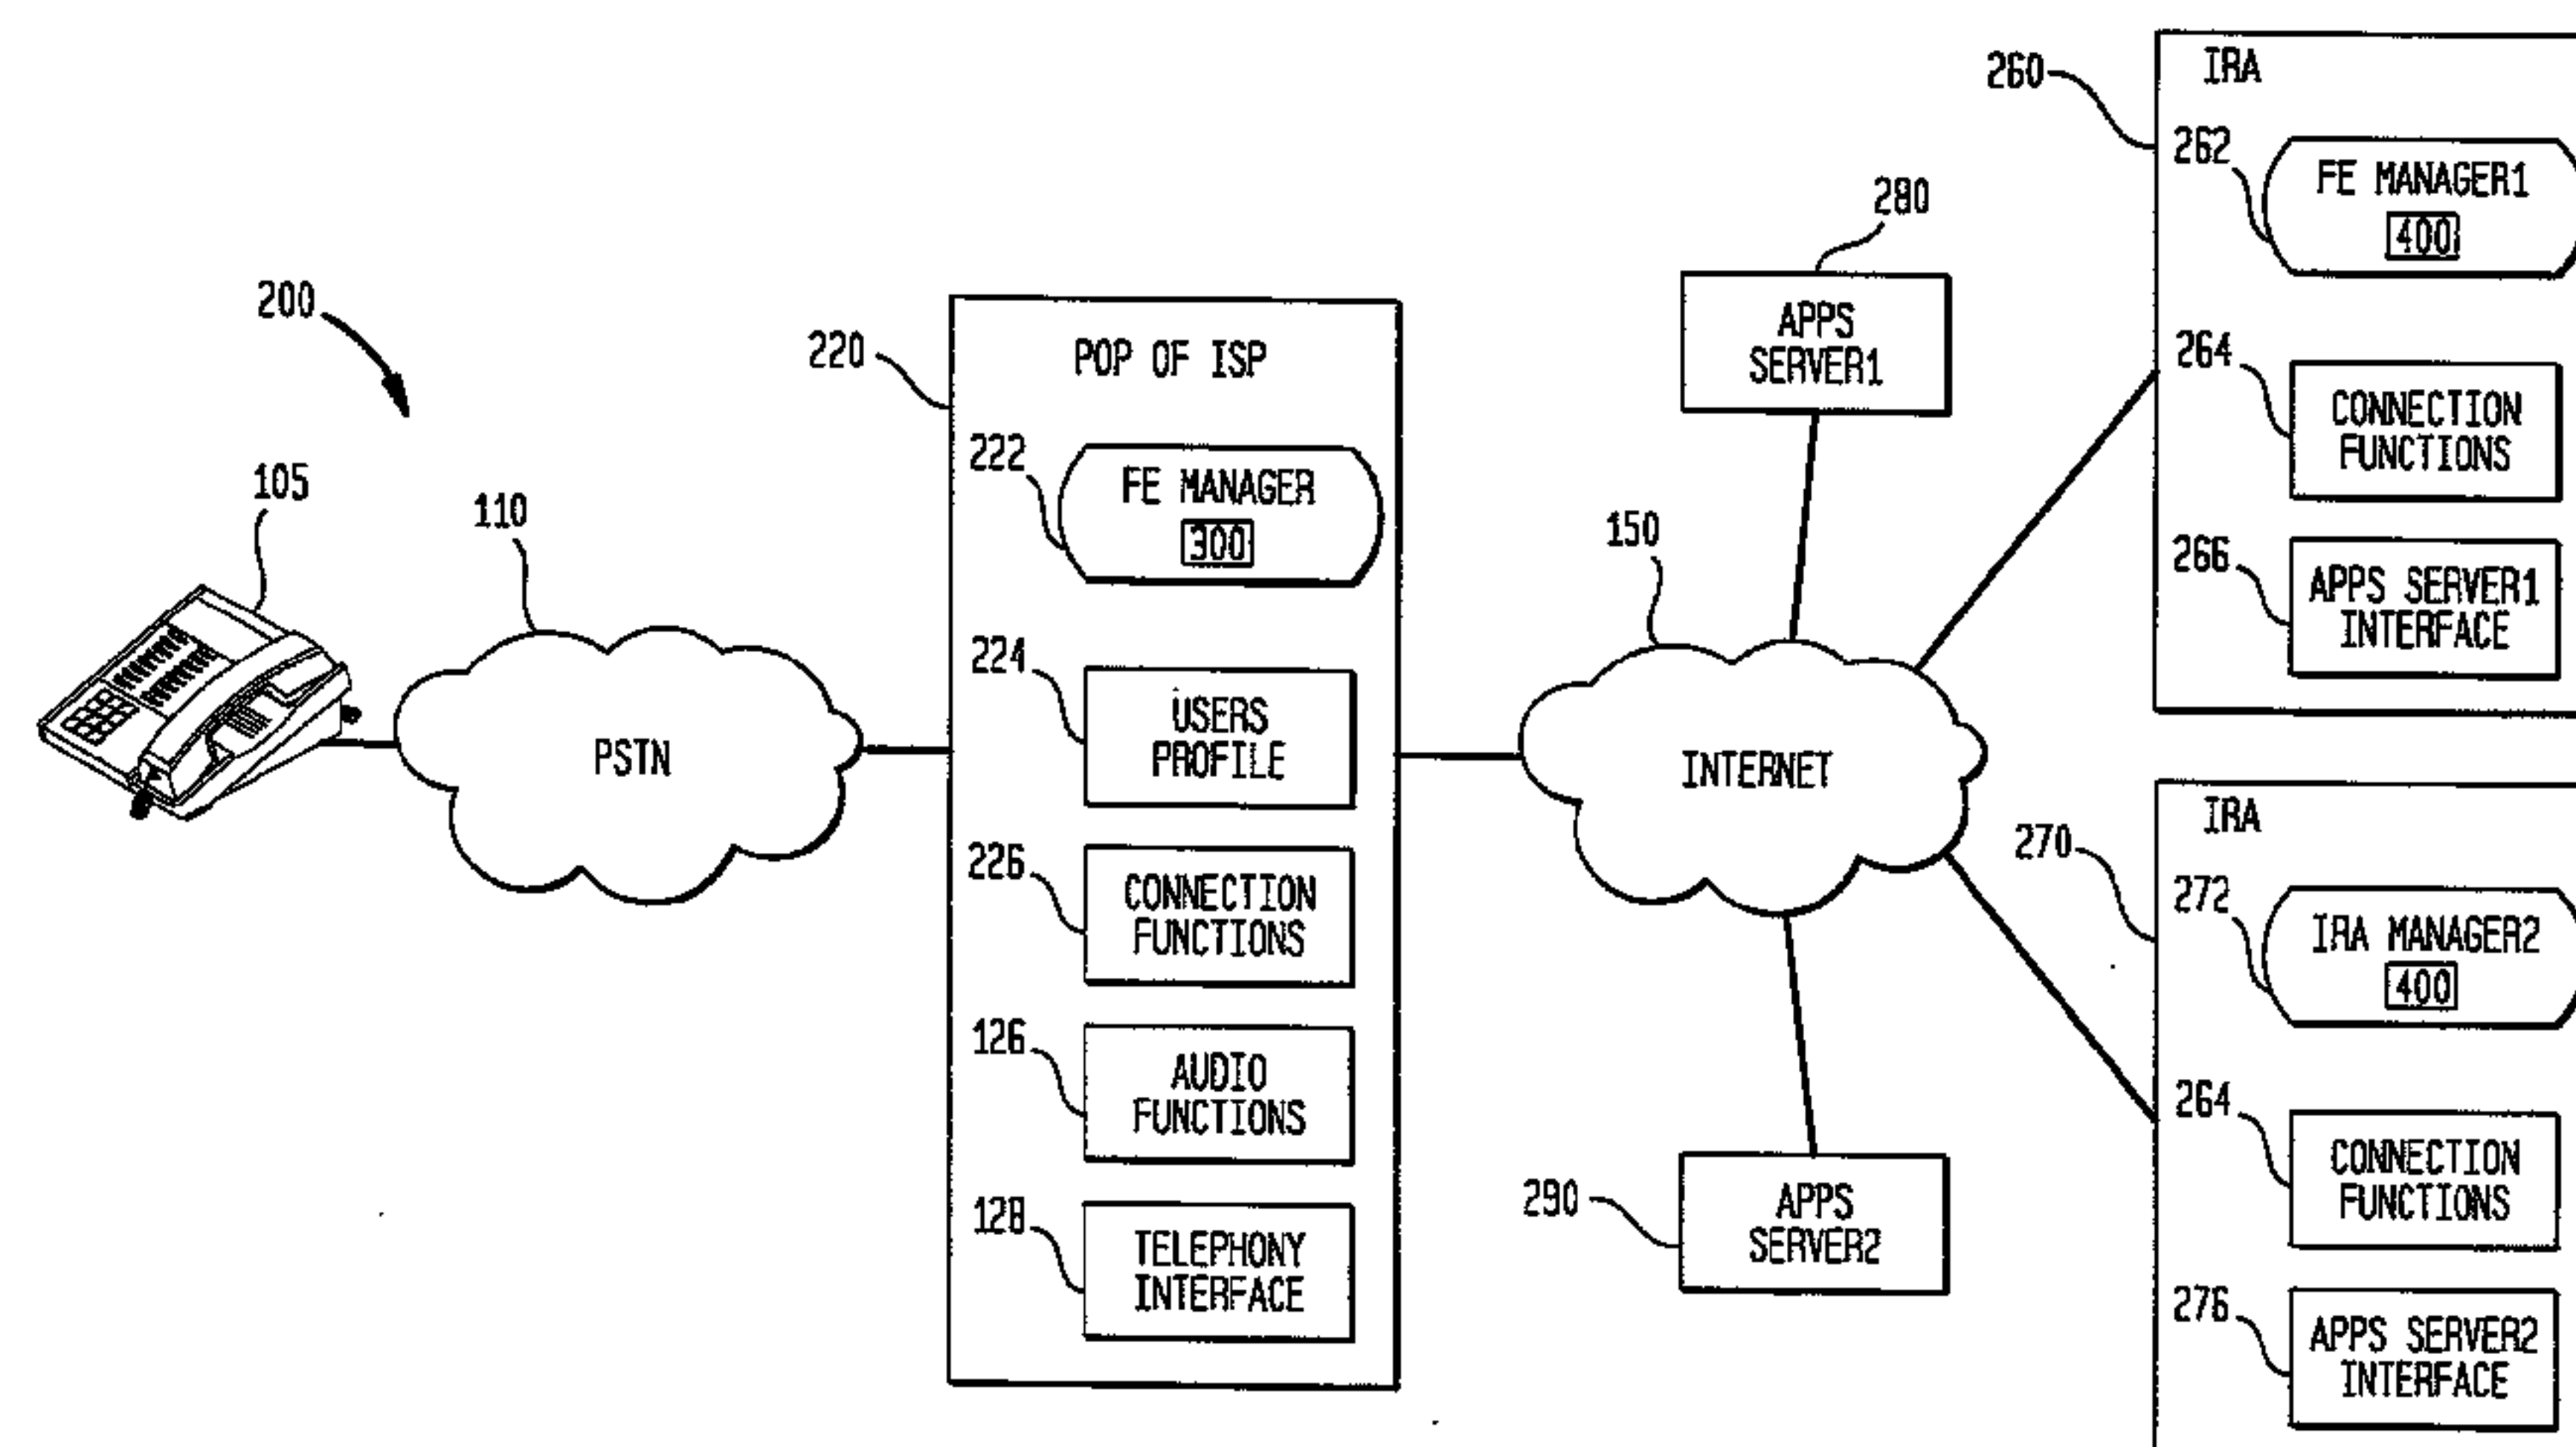 200
105
110
PSTN
220
POP OF ISP
222
FE MANAGER
300
224
USERS
PROFILE
226
CONNECTION
FUNCTIONS
126
AUDIO
FUNCTIONS
128
TELEPHONY
INTERFACE
150
INTERNET
280
APPS
SERVER1
290
APPS
SERVER2
260
IRA
262
FE MANAGER1
400
264
CONNECTION
FUNCTIONS
266
APPS SERVER1
INTERFACE
270
IRA
272
IRA MANAGER2
400
264
CONNECTION
FUNCTIONS
276
APPS SERVER2
INTERFACE